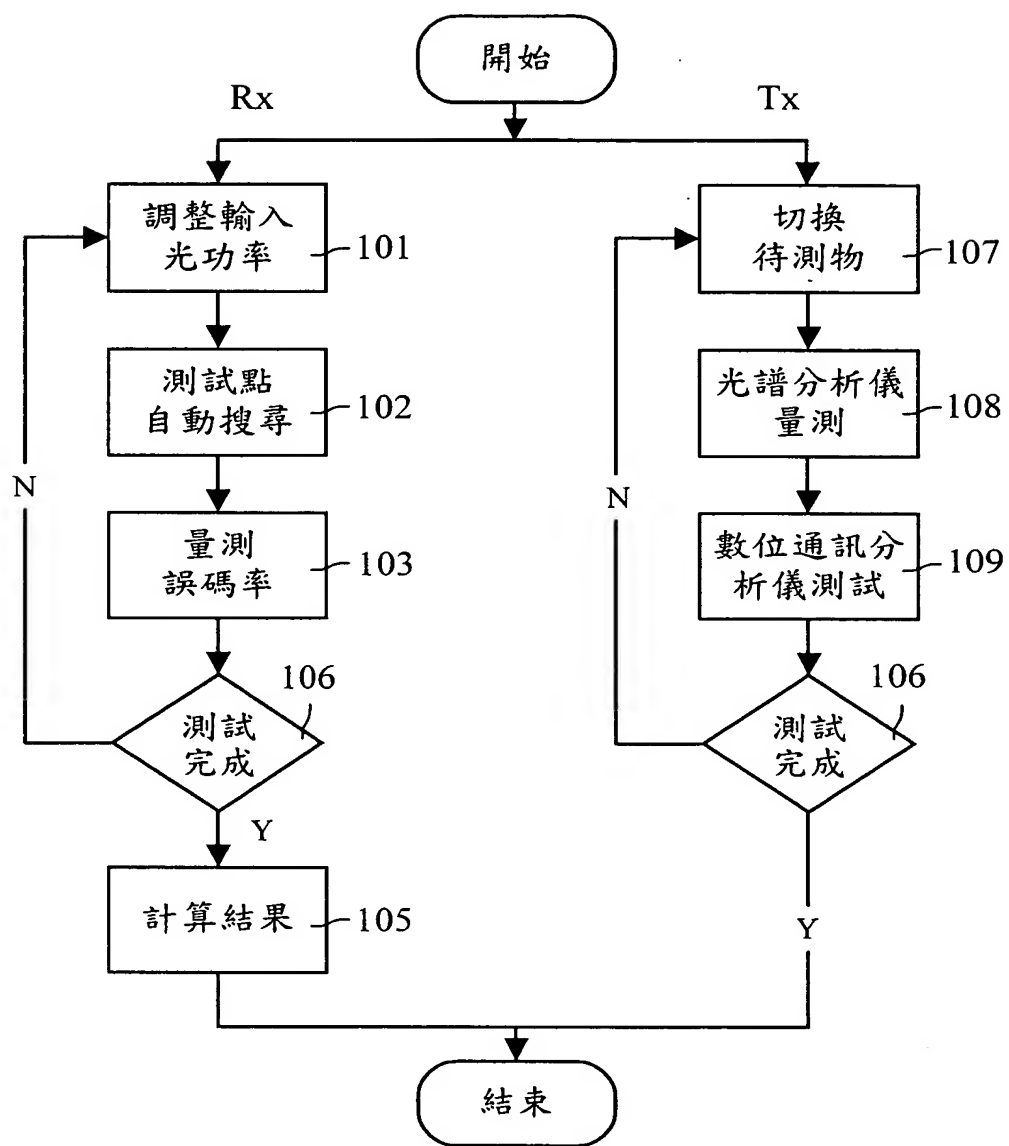 開始
Rx
Tx
調整輸入
光功率
101
測試點
自動搜尋
102
量測
誤碼率
103
N
106
測試
完成
Y
計算結果
105
切換
待測物
107
光譜分析儀
量測
108
數位通訊分
析儀測試
109
N
106
測試
完成
Y
結束